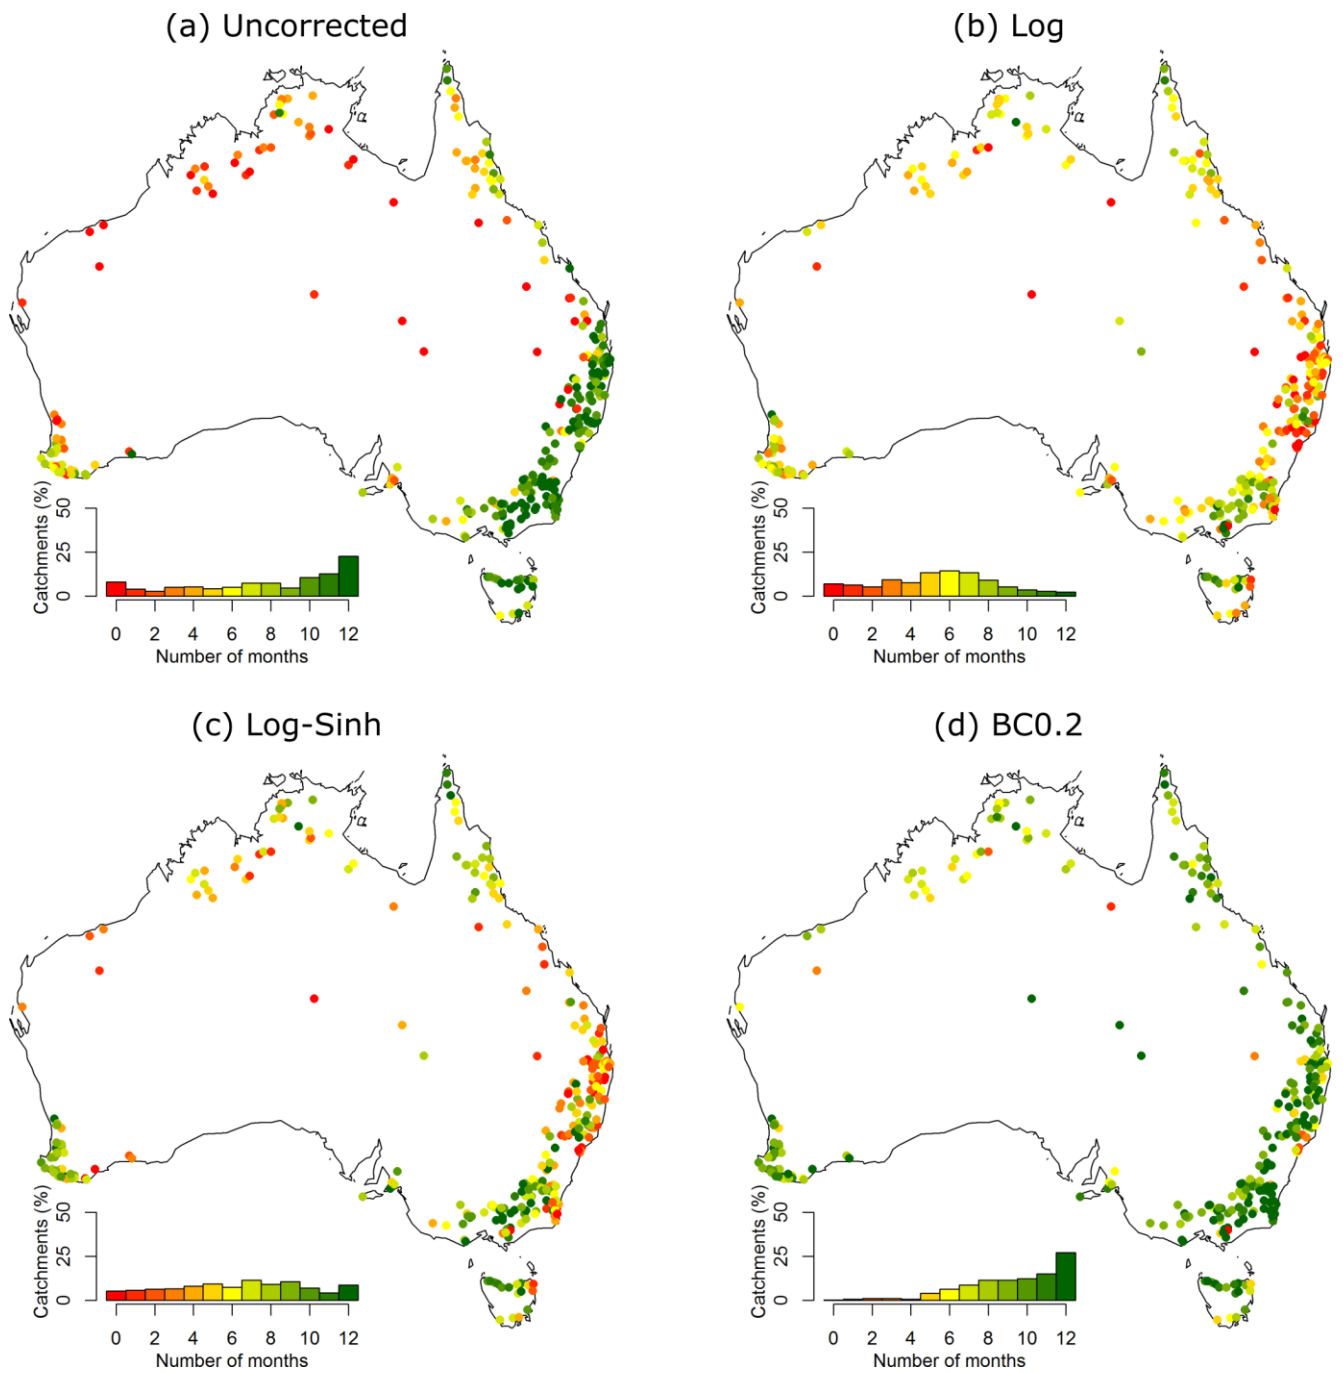 (a) Uncorrected
(b) Log
Catchments (%)
50
25
0
0 2 4 6 8 10 12
Number of months
Catchments (%)
50
25
0
0 2 4 6 8 10 12
Number of months
(c) Log-Sinh
(d) BC0.2
Catchments (%)
50
25
0
0 2 4 6 8 10 12
Number of months
Catchments (%)
50
25
0
0 2 4 6 8 10 12
Number of months